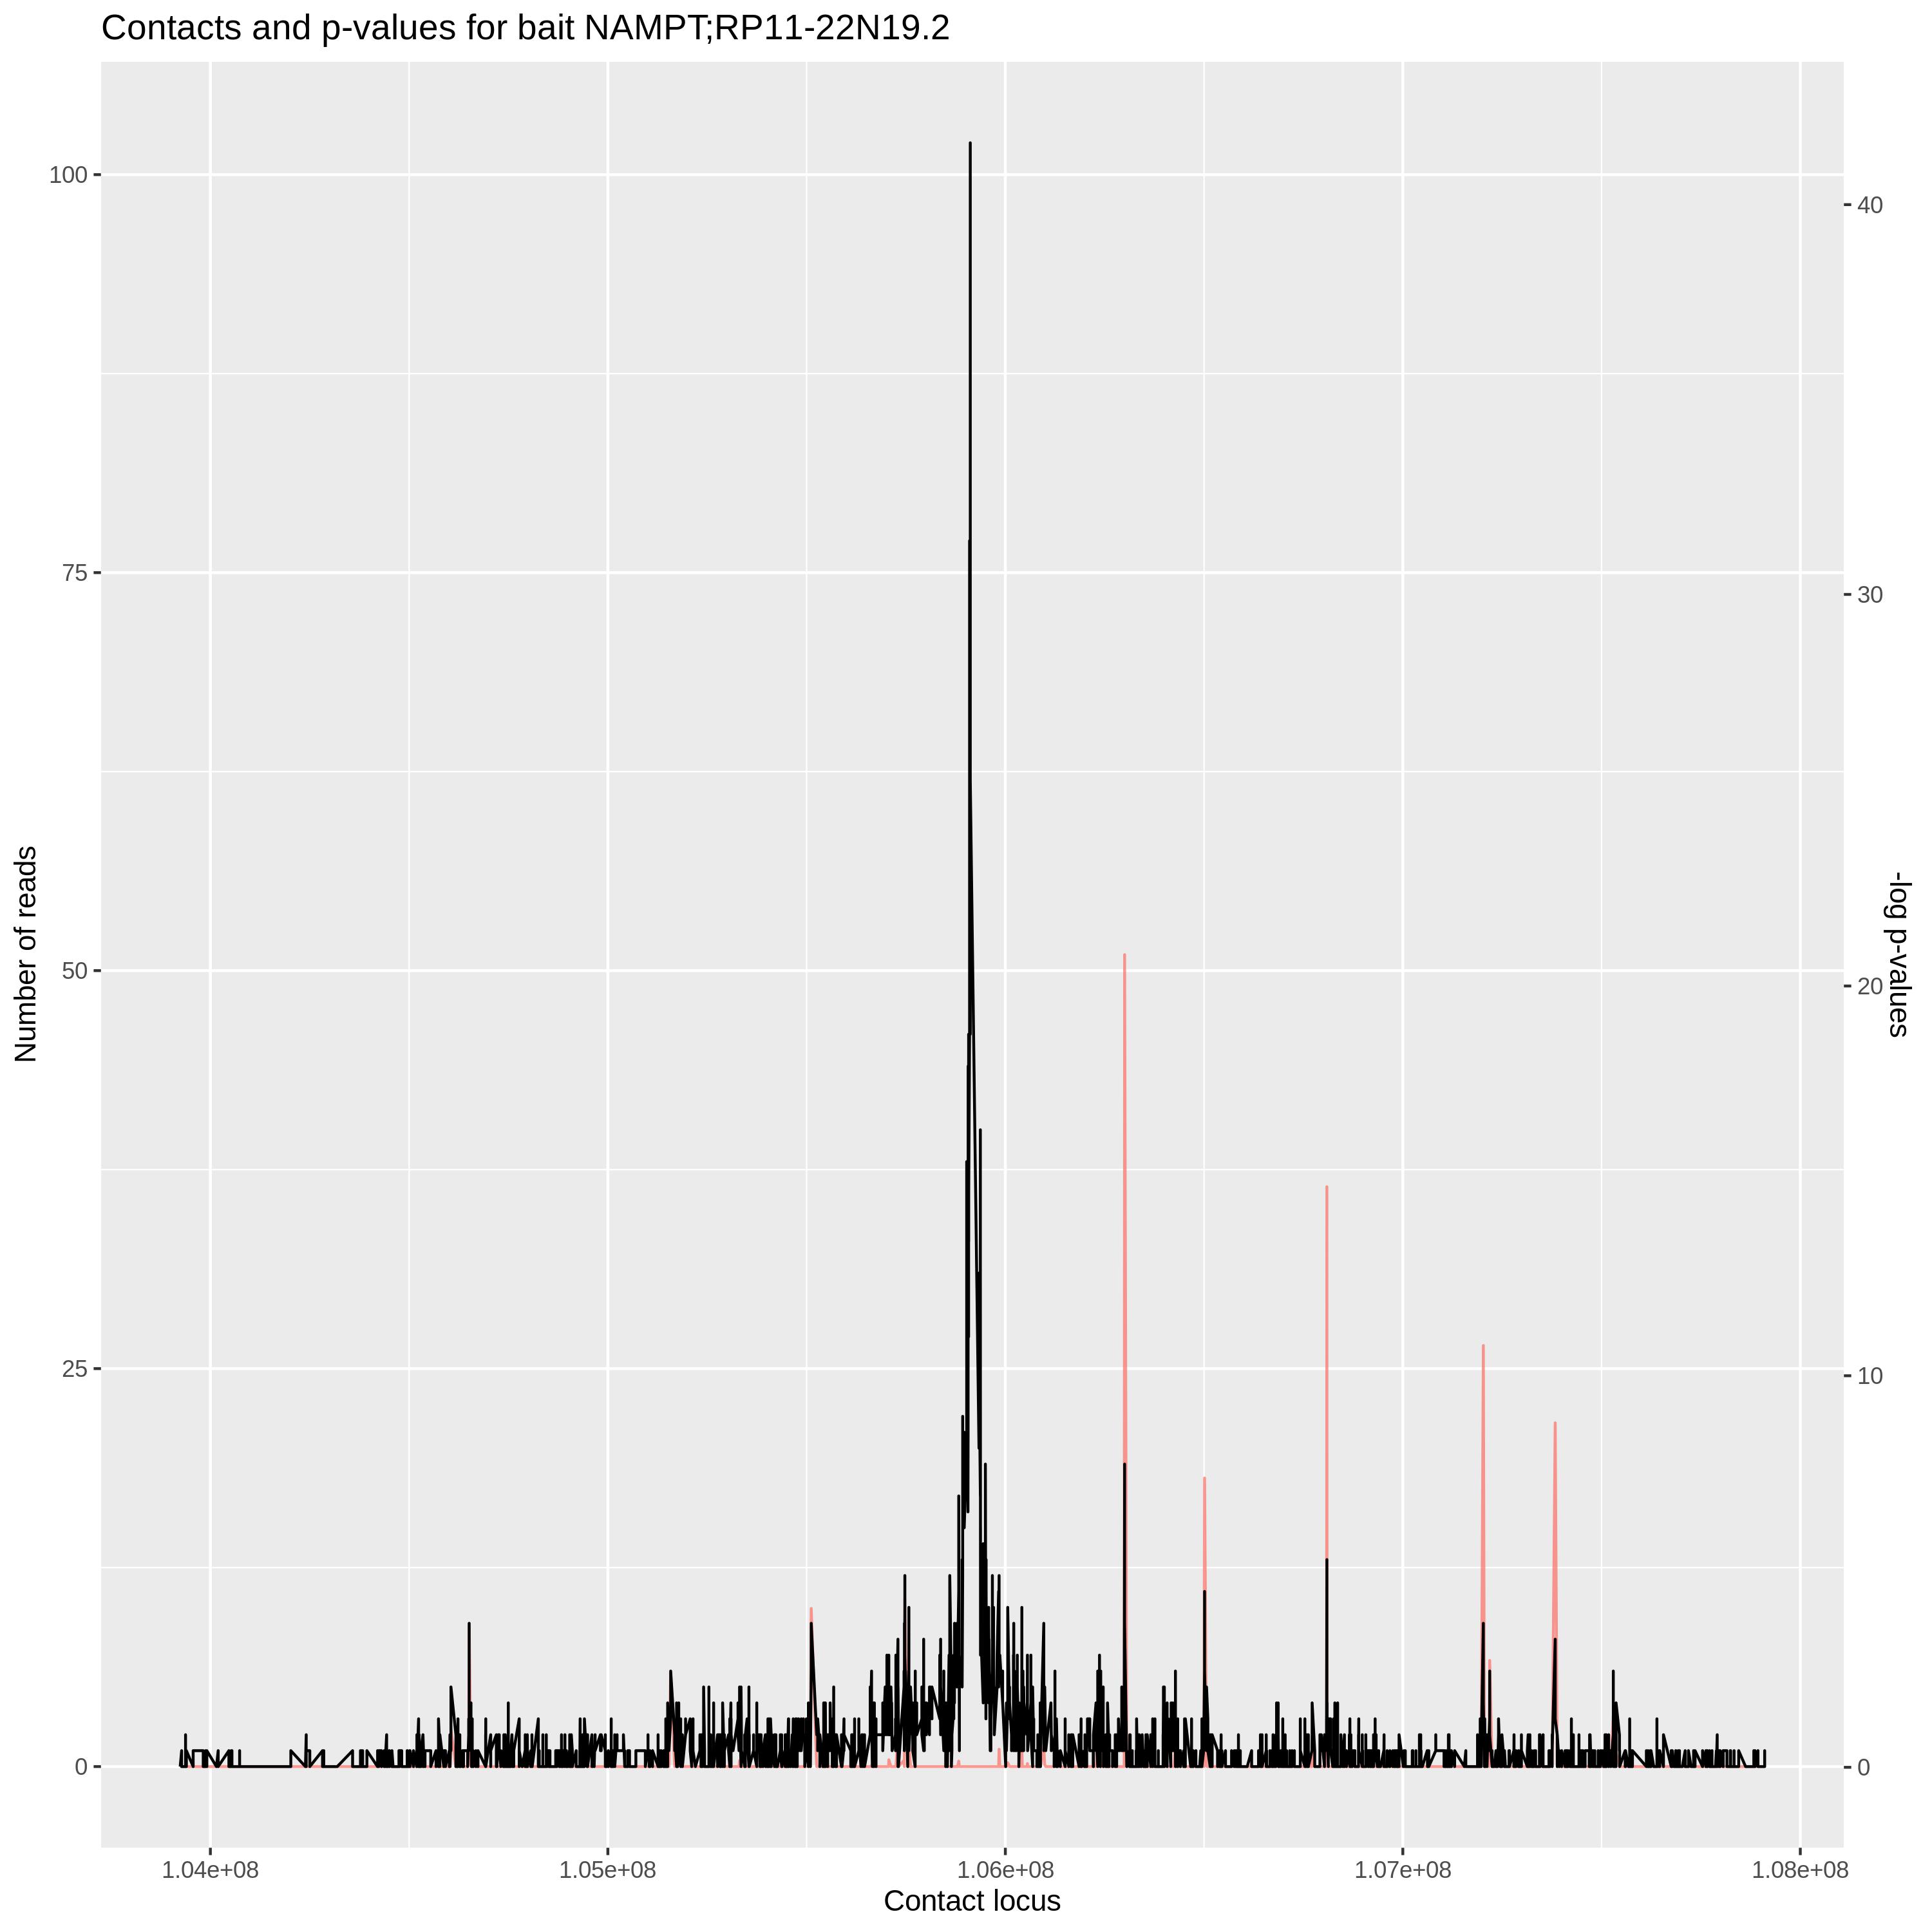 Contacts and p-values for bait NAMPT;RP11-22N19.2
100
75
50
25
0
Number of reads
40
30
20
10
0
-log p-values
1.04e+08
1.05e+08
1.06e+08
1.07e+08
1.08e+08
Contact locus